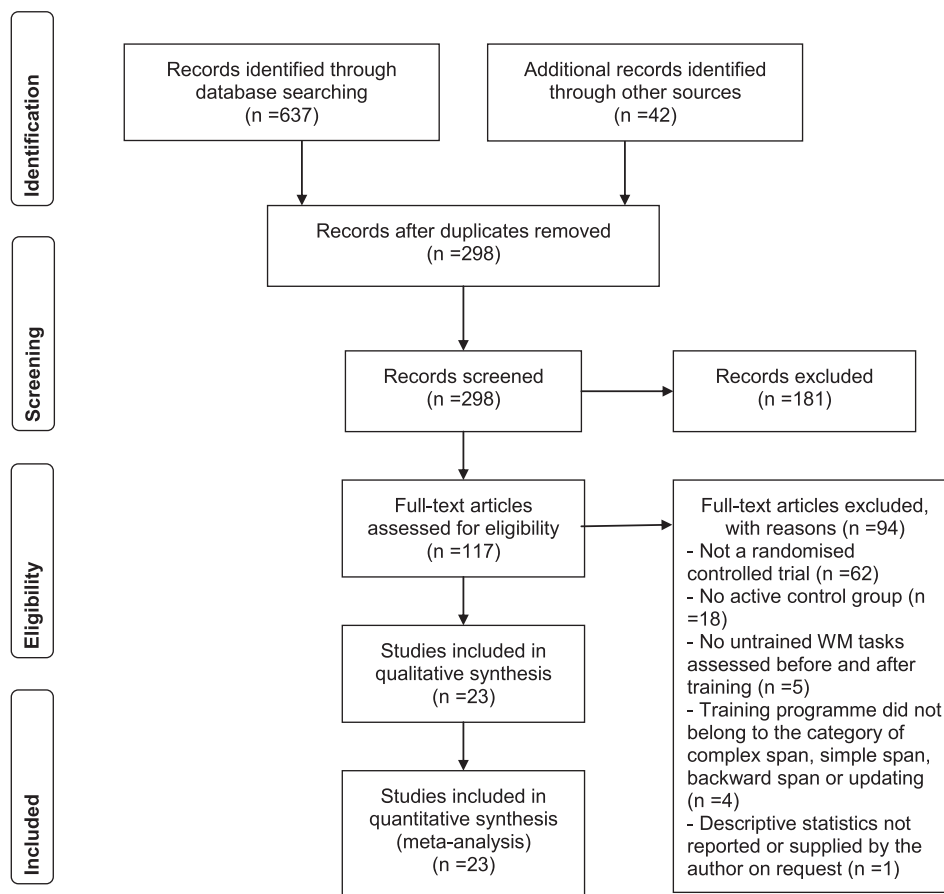 Identification
Records identified through
database searching
(n =637)
Additional records identified
through other sources
(n =42)
Records after duplicates removed
(n =298)
Screening
Records screened
(n =298)
Records excluded
(n =181)
Eligibility
Full-text articles
assessed for eligibility
(n =117)
Full-text articles excluded,
with reasons (n =94)
- Not a randomised
controlled trial (n =62)
- No active control group (n
=18)
- No untrained WM tasks
assessed before and after
training (n =5)
- Training programme did not
belong to the category of
complex span, simple span,
backward span or updating
(n =4)
- Descriptive statistics not
reported or supplied by the
author on request (n =1)
Studies included in
qualitative synthesis
(n =23)
Included
Studies included in
quantitative synthesis
(meta-analysis)
(n =23)